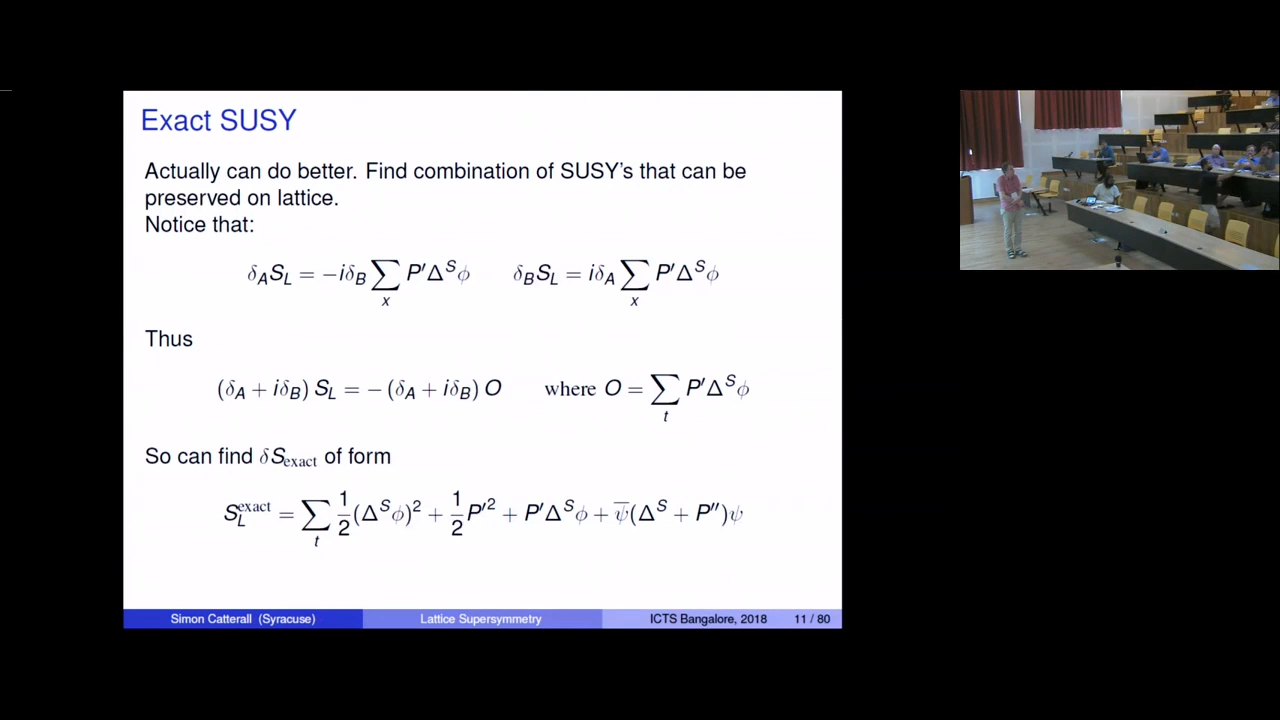 Exact SUSY
Actually can do better. Find combination of SUSY's that can be
preserved on lattice.
Notice that:
δ_A S_L = −iδ_B ∑_x P′Δ^S φ    δ_B S_L = iδ_A ∑_x P′Δ^S φ
Thus
(δ_A + iδ_B) S_L = − (δ_A + iδ_B) O    where O = ∑_t P′Δ^S φ
So can find δS_exact of form
S_L^exact = ∑_t 1/2 (Δ^S φ)^2 + 1/2 P′^2 + P′Δ^S φ + ψ̅(Δ^S + P′′)ψ
Simon Catterall (Syracuse)    Lattice Supersymmetry    ICTS Bangalore, 2018    11 / 80